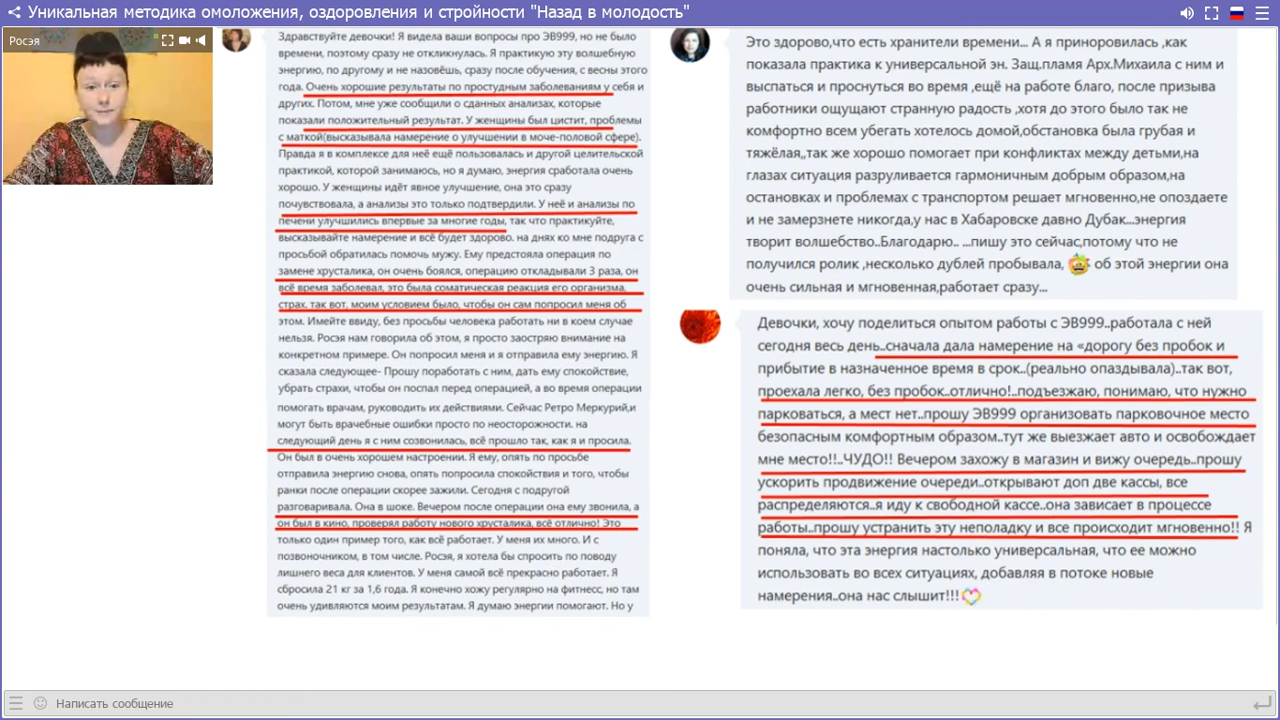 Уникальная методика омоложения, оздоровления и стройности "Назад в молодость"
Росэя
Здравствуйте девочки! Я видела ваши вопросы про ЭВ999, но не было
времени, поэтому сразу не откликнулась. Я практикую эту волшебную
энергию, по другому и не назовёшь, сразу после обучения, с весны этого
года. Очень хорошие результаты по простудным заболеваниям у себя и
других. Потом, мне уже сообщили о сданных анализах, которые
показали положительный результат. У женщины был цистит, проблемы
с маткой(высказывала намерение о улучшении в моче-половой сфере).
Правда я в комплексе для неё ещё пользовалась и другой целительской
практикой, которой занимаюсь, но я думаю, энергия сработала очень
хорошо. У женщины идёт явное улучшение, она это сразу
почувствовала, а анализы это только подтвердили. У неё и анализы по
печени улучшились впервые за многие годы, так что практикуйте,
высказывайте намерение и всё будет здорово. на днях ко мне подруга с
просьбой обратилась помочь мужу. Ему предстояла операция по
замене хрусталика, он очень боялся, операцию откладывали 3 раза, он
всё время заболевал, это была соматическая реакция его организма,
страх. так вот, моим условием было, чтобы он сам попросил меня об
этом. Имейте ввиду, без просьбы человека работать ни в коем случае
нельзя. Росэя нам говорила об этом, я просто заостряю внимание на
конкретном примере. Он попросил меня и я отправила ему энергию. Я
сказала следующее- Прошу поработать с ним, дать ему спокойствие,
убрать страхи, чтобы он поспал перед операцией, а во время операции
помогать врачам, руководить их действиями. Сейчас Ретро Меркурий,и
могут быть врачебные ошибки просто по неосторожности. на
следующий день я с ним созвонилась, всё прошло так, как я и просила.
Он был в очень хорошем настроении. Я ему, опять по просьбе
отправила энергию снова, опять попросила спокойствия и того, чтобы
ранки после операции скорее зажили. Сегодня с подругой
разговаривала. Она в шоке. Вечером после операции она ему звонила, а
он был в кино, проверял работу нового хрусталика, всё отлично! Это
только один пример того, как всё работает. У меня их много. И с
позвоночником, в том числе. Росэя, я хотела бы спросить по поводу
лишнего веса для клиентов. У меня самой всё прекрасно работает. Я
сбросила 21 кг за 1,6 года. Я конечно хожу регулярно на фитнесс, но там
очень удивляются моим результатам. Я думаю энергии помогают. Но у
Это здорово,что есть хранители времени... А я приноровилась ,как
показала практика к универсальной эн. Защ.пламя Арх.Михаила с ним и
выспаться и проснуться во время ,ещё на работе благо, после призыва
работники ощущают странную радость ,хотя до этого было так не
комфортно всем убегать хотелось домой,обстановка была грубая и
тяжёлая,,так же хорошо помогает при конфликтах между детьми,на
глазах ситуация разруливается гармоничным добрым образом,на
остановках и проблемах с транспортом решает мгновенно,не опоздаете
и не замёрзните никогда,у нас в Хабаровске дано Дубак...энергия
творит волшебство..Благодарю.. ...пишу это сейчас,потому что не
получился ролик ,несколько дублей пробывала, об этой энергии она
очень сильная и мгновенная,работает сразу...
Девочки, хочу поделиться опытом работы с ЭВ999..работала с ней
сегодня весь день..сначала дала намерение на «дорогу без пробок и
прибытие в назначенное время в срок..(реально опаздывала)..так вот,
проехала легко, без пробок..отлично!..подъезжаю, понимаю, что нужно
парковаться, а мест нет..прошу ЭВ999 организовать парковочное место
безопасным комфортным образом..тут же выезжает авто и освобождает
мне место!!..ЧУДО!! Вечером захожу в магазин и вижу очередь..прошу
ускорить продвижение очереди..открывают доп две кассы, все
распределяются..я иду к свободной кассе..она зависает в процессе
работы..прошу устранить эту неполадку и все происходит мгновенно!! Я
поняла, что эта энергия настолько универсальная, что ее можно
использовать во всех ситуациях, добавляя в потоке новые
намерения..она нас слышит!!!
Написать сообщение